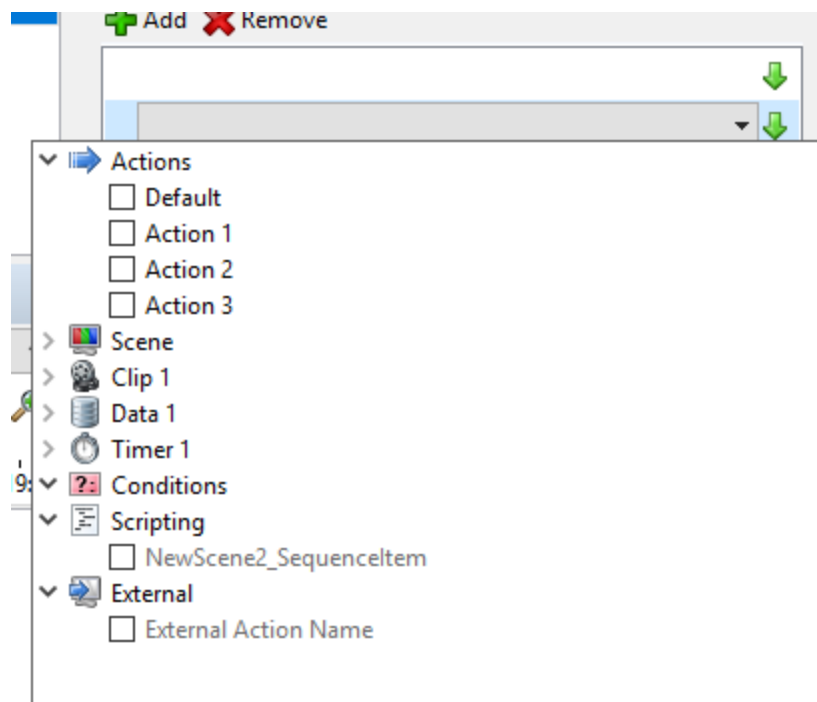 Add Remove
Actions
Default
Action 1
Action 2
Action 3
Scene
Clip 1
Data 1
Timer 1
9:
?:
Conditions
Scripting
NewScene2_SequenceItem
External
External Action Name